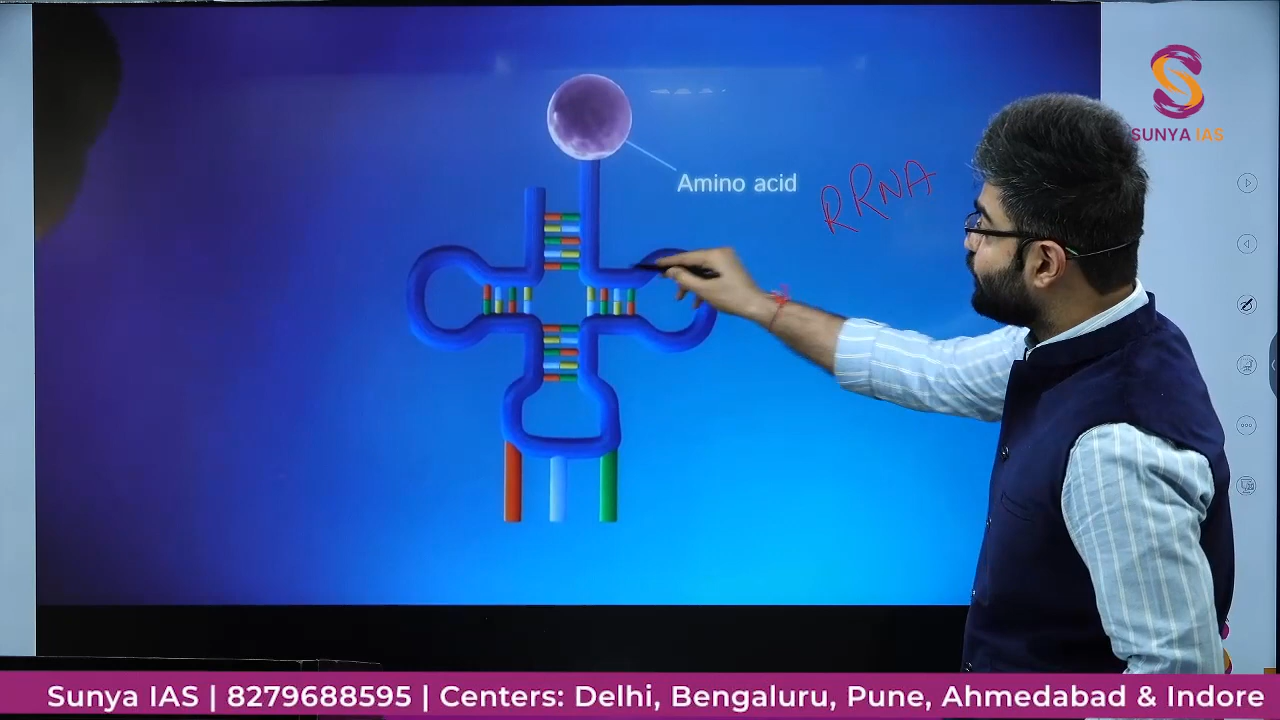 SUNYA IAS
Amino acid
RRNA
Sunya IAS | 8279688595 | Centers: Delhi, Bengaluru, Pune, Ahmedabad & Indore